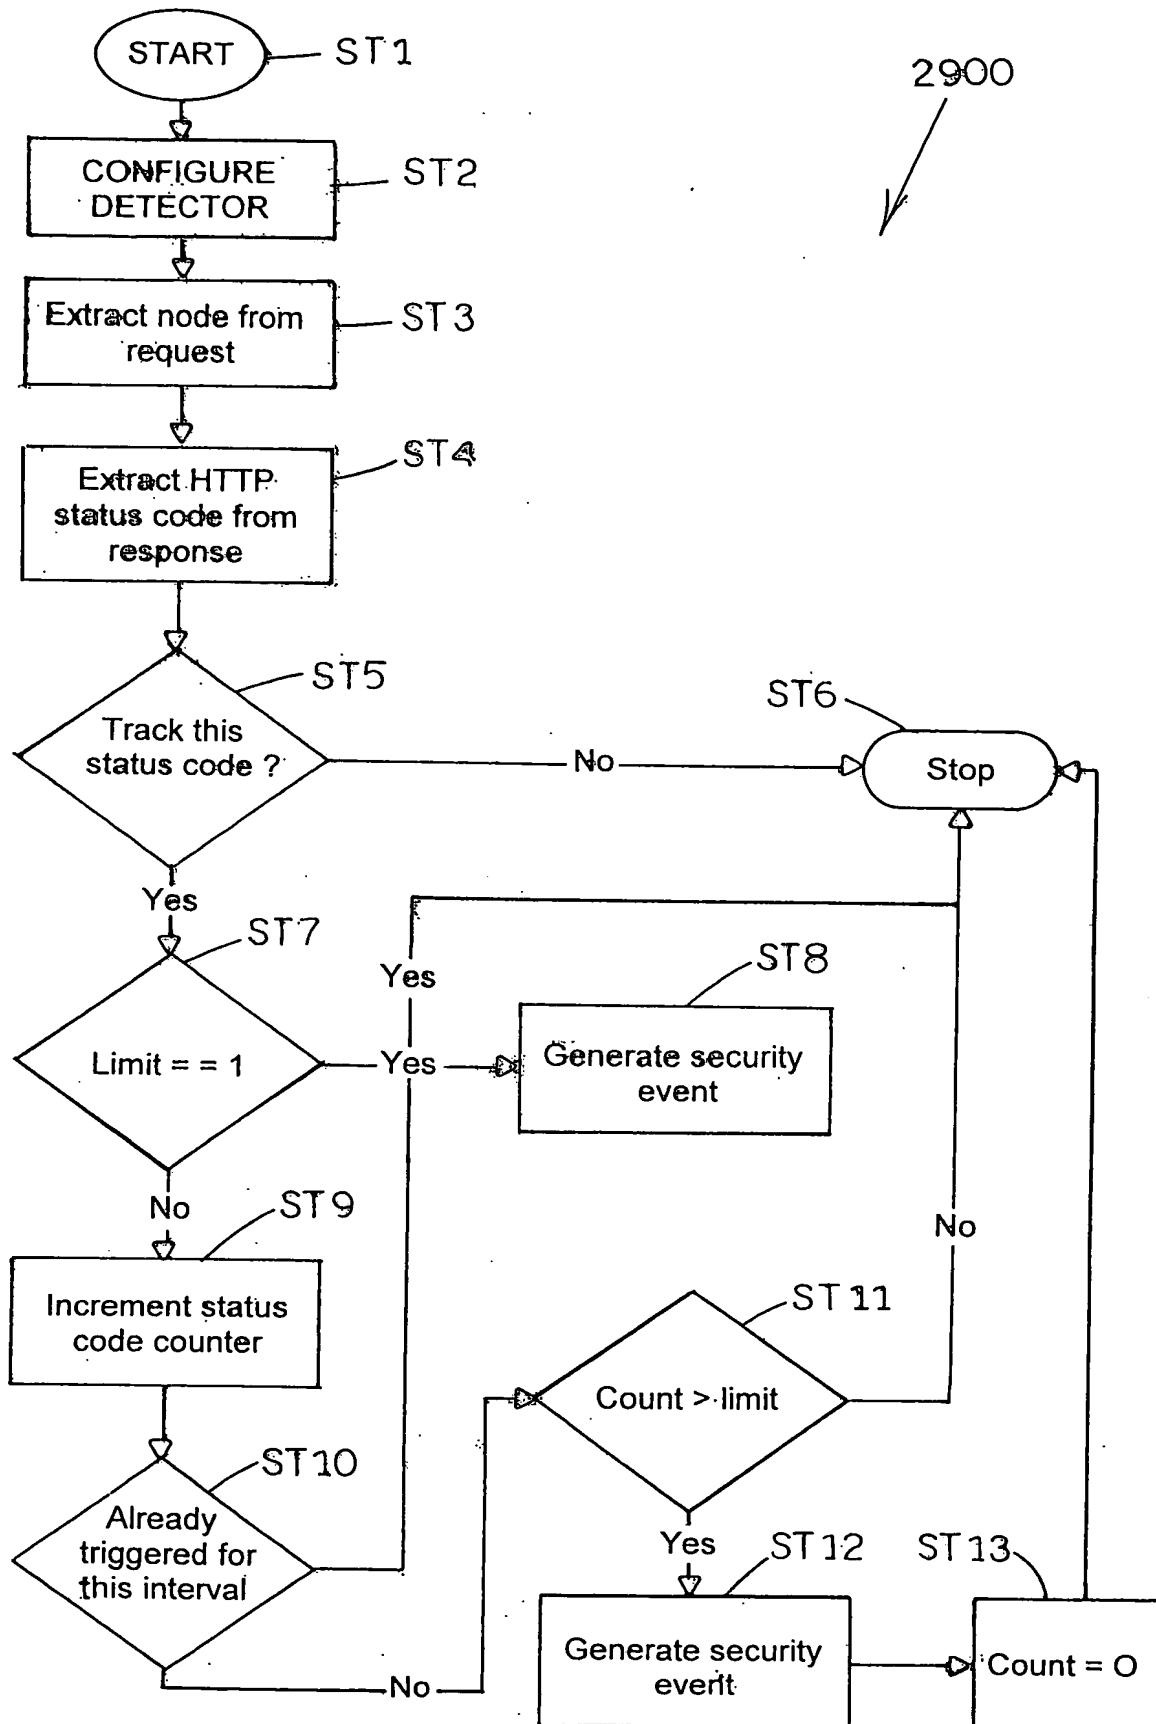 START
ST1
2900
CONFIGURE
DETECTOR
ST2
Extract node from
request
ST3
Extract HTTP
status code from
response
ST4
Track this
status code ?
ST5
No
ST6
Stop
Yes
ST7
Limit = = 1
Yes
Yes
ST8
Generate security
event
No
ST9
Increment status
code counter
No
ST11
Count > limit
ST10
Already
triggered for
this interval
Yes
ST12
ST13
Generate security
event
Count = O
No